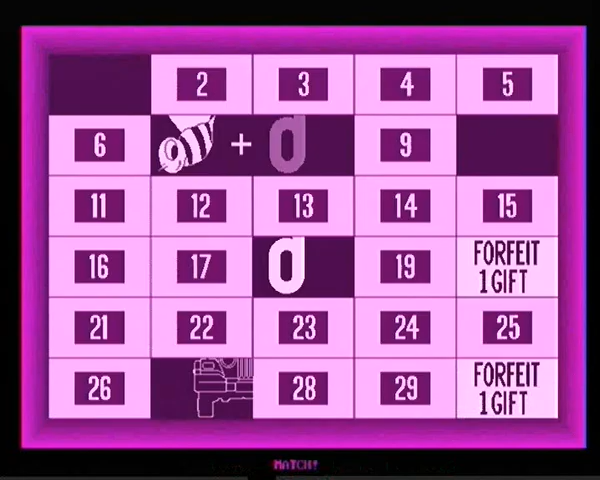 2 3 4 5
6 + d 9
11 12 13 14 15
16 17 d 19 FORFEIT
1 GIFT
21 22 23 24 25
26 28 29 FORFEIT
1 GIFT
MATCH!